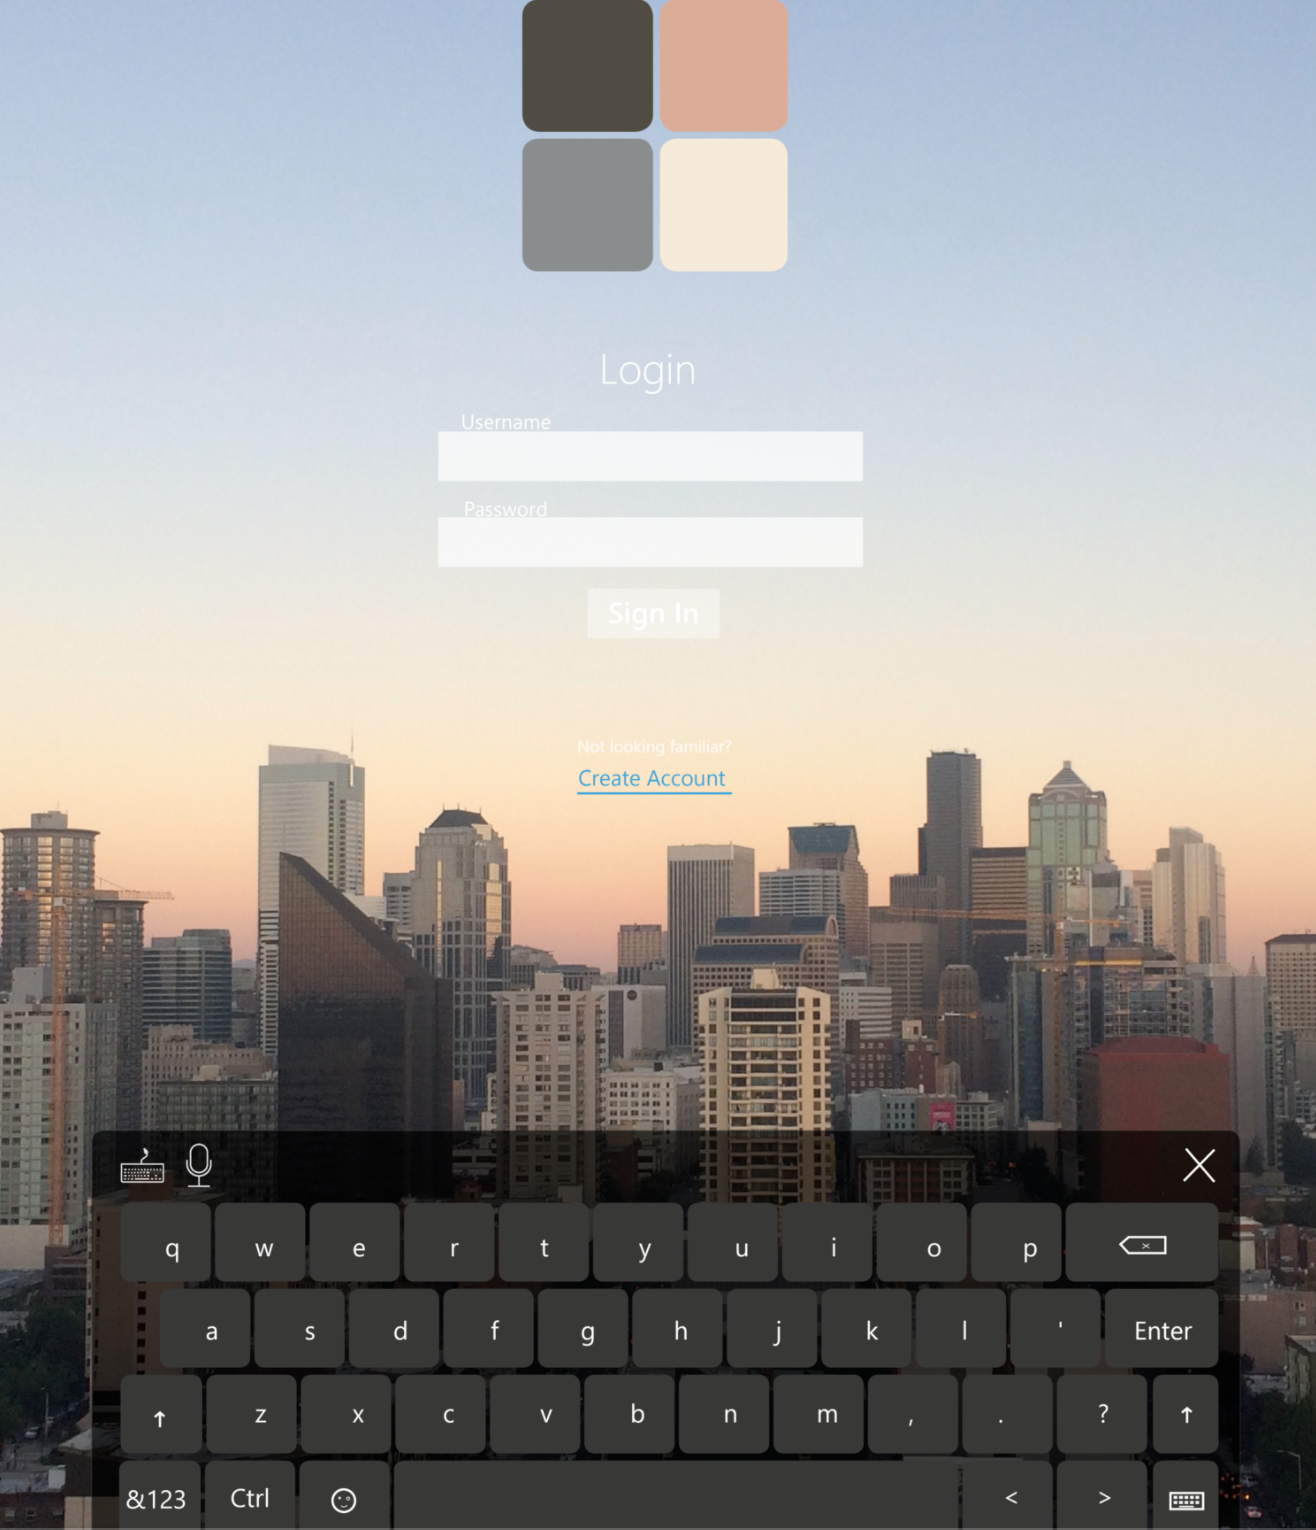 Login
Username
Password
Sign In
Not looking familiar?
Create Account
q w e r t y u i o p
a s d f g h j k l ' Enter
↑ z x c v b n m , . ? ↑
&123 Ctrl < >